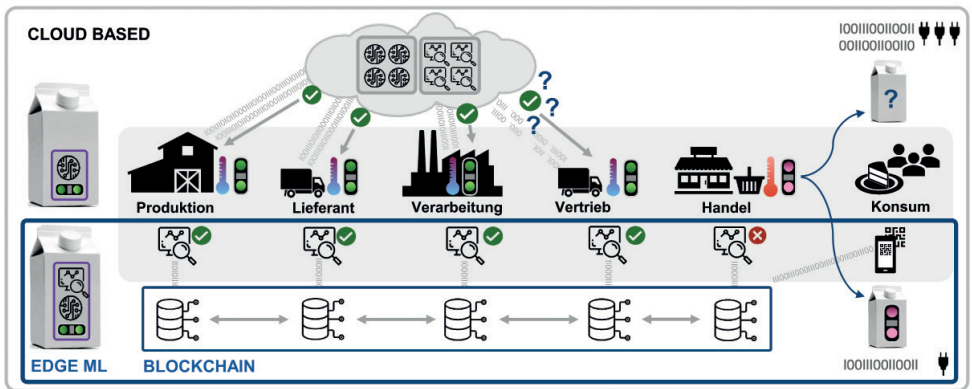 CLOUD BASED
IOOIIIOOIIOOII
OOIIOOIIOOIIO
?
?
?
?
Produktion
Lieferant
Verarbeitung
Vertrieb
Handel
Konsum
EDGE ML
BLOCKCHAIN
IOOIIIOOIIOOII